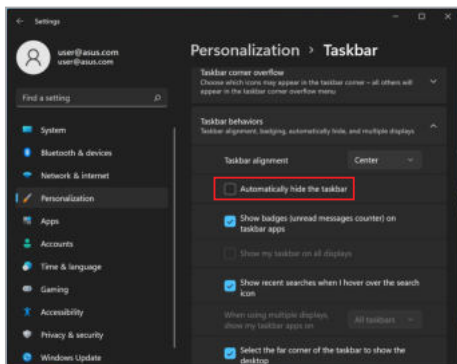 Settings
user@asus.com
user@asus.com
Find a setting
System
Bluetooth & devices
Network & internet
Personalization
Apps
Accounts
Time & language
Gaming
Accessibility
Privacy & security
Windows Update
Personalization > Taskbar
Taskbar corner overflow
Choose which icons may appear in the taskbar corner – all others will
appear in the taskbar corner overflow menu
Taskbar behaviors
Taskbar alignment, badging, automatically hide, and multiple displays
Taskbar alignment
Center
Automatically hide the taskbar
Show badges (unread messages counter) on
taskbar apps
Show my taskbar on all displays
Show recent searches when I hover over the search
icon
When using multiple displays,
show my taskbar apps on
All taskbars
Select the far corner of the taskbar to show the
desktop